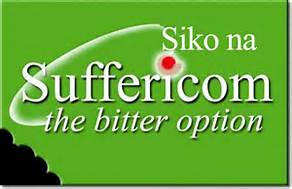 Siko na
Suffericom
the bitter option